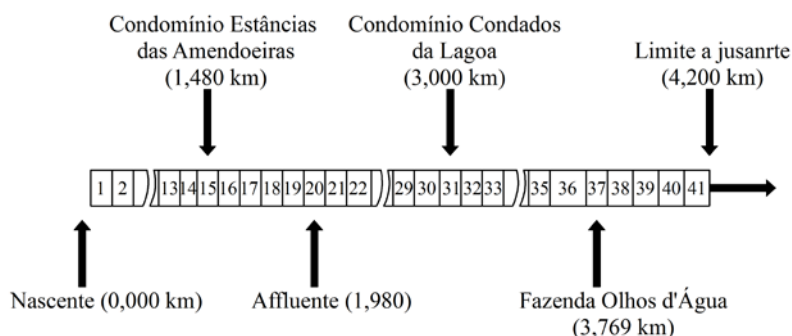 Condomínio Estâncias
das Amendoeiras
(1,480 km)
Condomínio Condados
da Lagoa
(3,000 km)
Limite a jusanrte
(4,200 km)
1 2 13 14 15 16 17 18 19 20 21 22 29 30 31 32 33 35 36 37 38 39 40 41
Nascente (0,000 km)
Affluente (1,980)
Fazenda Olhos d'Água
(3,769 km)